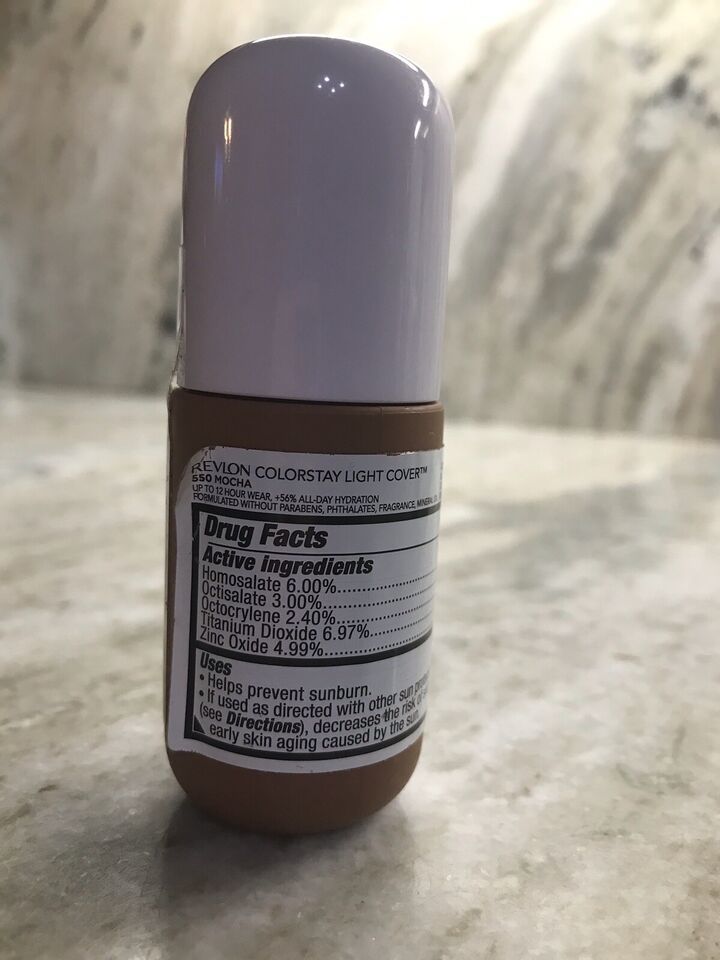 REVLON COLORSTAY LIGHT COVER™
550 MOCHA
UP TO 12 HOUR WEAR, +56% ALL-DAY HYDRATION
FORMULATED WITHOUT PARABENS, PHTHALATES, FRAGRANCE, MINERAL
Drug Facts
Active ingredients
Homosalate 6.00%
Octisalate 3.00%
Octocrylene 2.40%
Titanium Dioxide 6.97%
Zinc Oxide 4.99%
Uses
• Helps prevent sunburn.
• If used as directed with other sun
(see Directions), decreases the risk of
early skin aging caused by the sun.